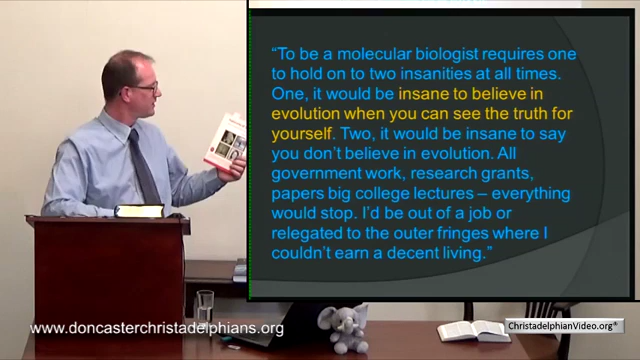 “To be a molecular biologist requires one
to hold on to two insanities at all times.
One, it would be insane to believe in
evolution when you can see the truth for
yourself. Two, it would be insane to say
you don’t believe in evolution. All
government work, research grants,
papers big college lectures – everything
would stop. I’d be out of a job or
relegated to the outer fringes where I
couldn’t earn a decent living.”
www.doncasterchristadelphians.org
ChristadelphianVideo.org®